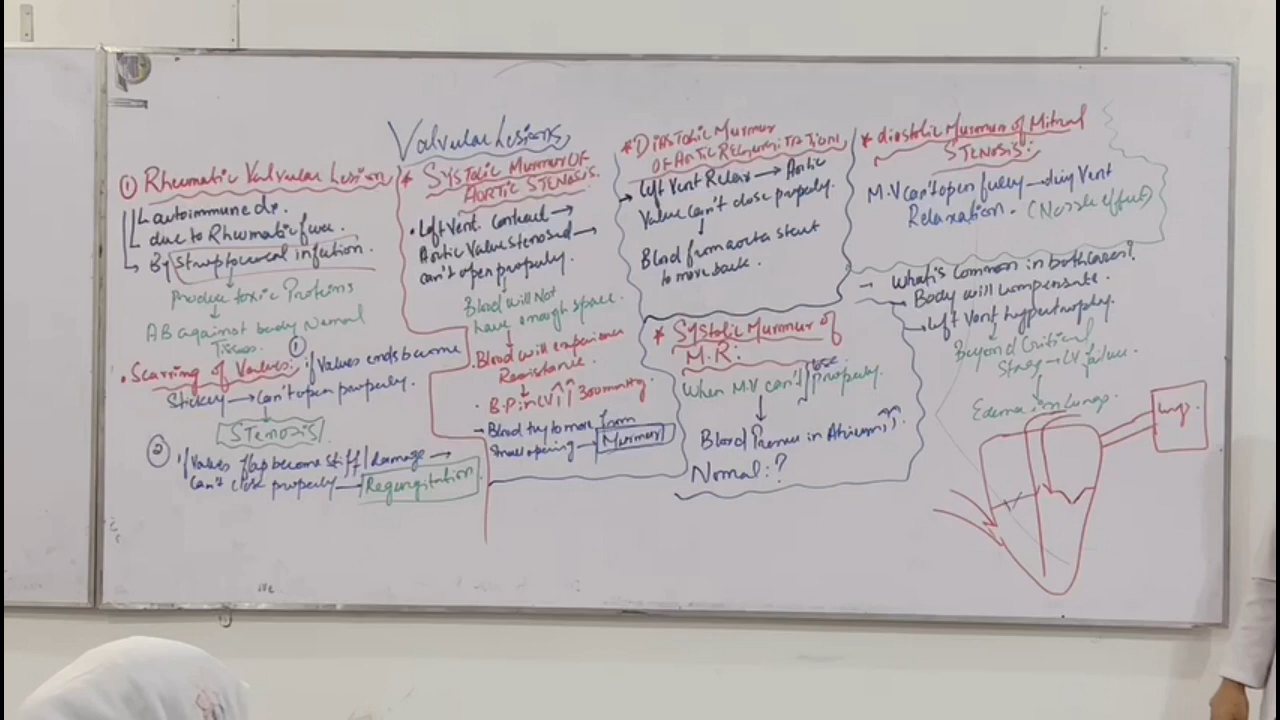 Valvular Lesions
① Rheumatic Valvular Lesion
autoimmune ds.
due to Rheumatic fever.
By Streptococcal infection.
Produce toxic Proteins
AB against body Normal
Tissues.
• Scarring of Valves: ① if Valves ends become
Stickey → Can't open properly.
STENOSIS
② if Valves flap become stiff/damage →
Can't close properly → Regurgitation
* SYSTOLIC MURMUR OF
AORTIC STENOSIS.
• Left Vent. Contract →
Aortic Valve stenosed →
can't open properly.
Blood will Not
have enough space.
• Blood will experience
Resistance.
• B.P in LV ↑↑ 300mmHg.
→ Blood try to move from
small opening → Murmur
* DIASTOLIC MURMUR
OF AORTIC REGURGITATION
→ Left Vent Relax → Aortic
Valve can't close properly.
Blood from aorta start
to move back.
* Systolic Murmur of
M.R:
When M.V can't close properly.
Blood Pressure in Atrium ↑↑.
Normal:?
* diastolic Murmur of Mitral
STENOSIS:
M.V can't open fully → during Vent
Relaxation. (Nozzle effect)
→ What's Common in both Cases?
→ Body will compensate.
→ left Vent hypertrophy.
Beyond Critical
Stage → LV failure.
Edema in Lungs.
Lung.